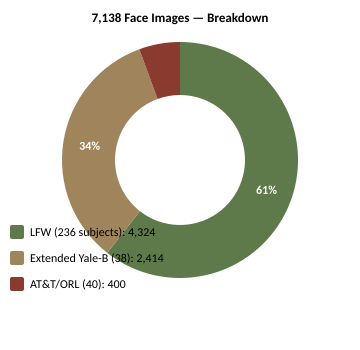 7,138 Face Images — Breakdown
34%
61%
LFW (236 subjects): 4,324
Extended Yale-B (38): 2,414
AT&T/ORL (40): 400